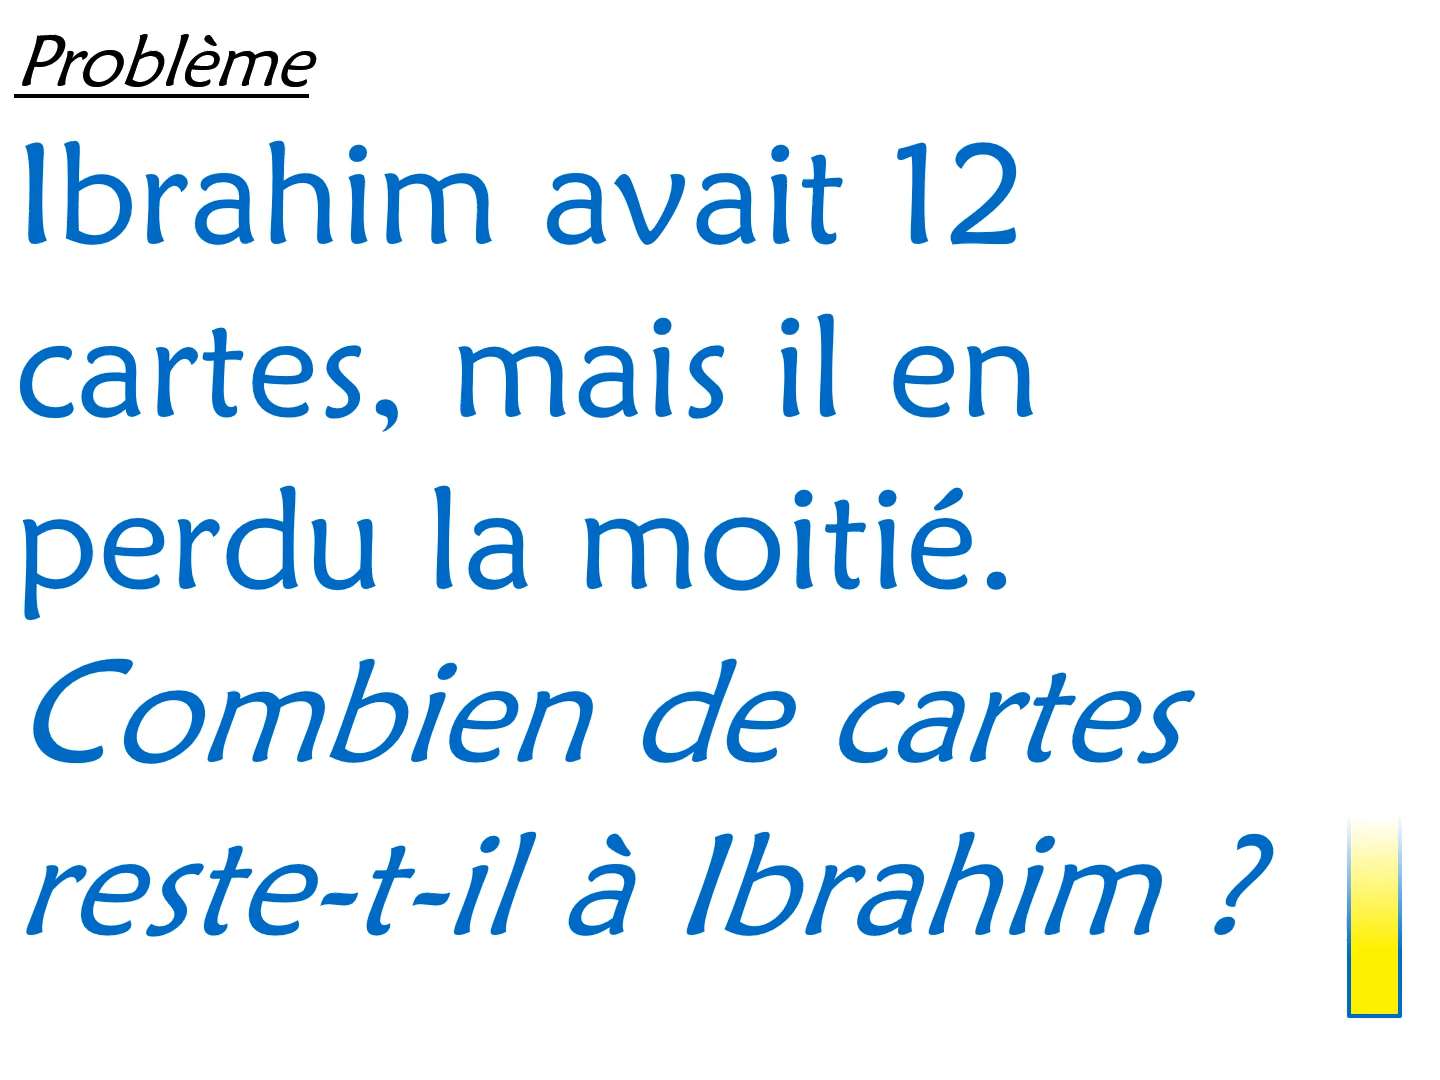 Problème
Ibrahim avait 12
cartes, mais il en
perdu la moitié.
Combien de cartes
reste-t-il à Ibrahim ?